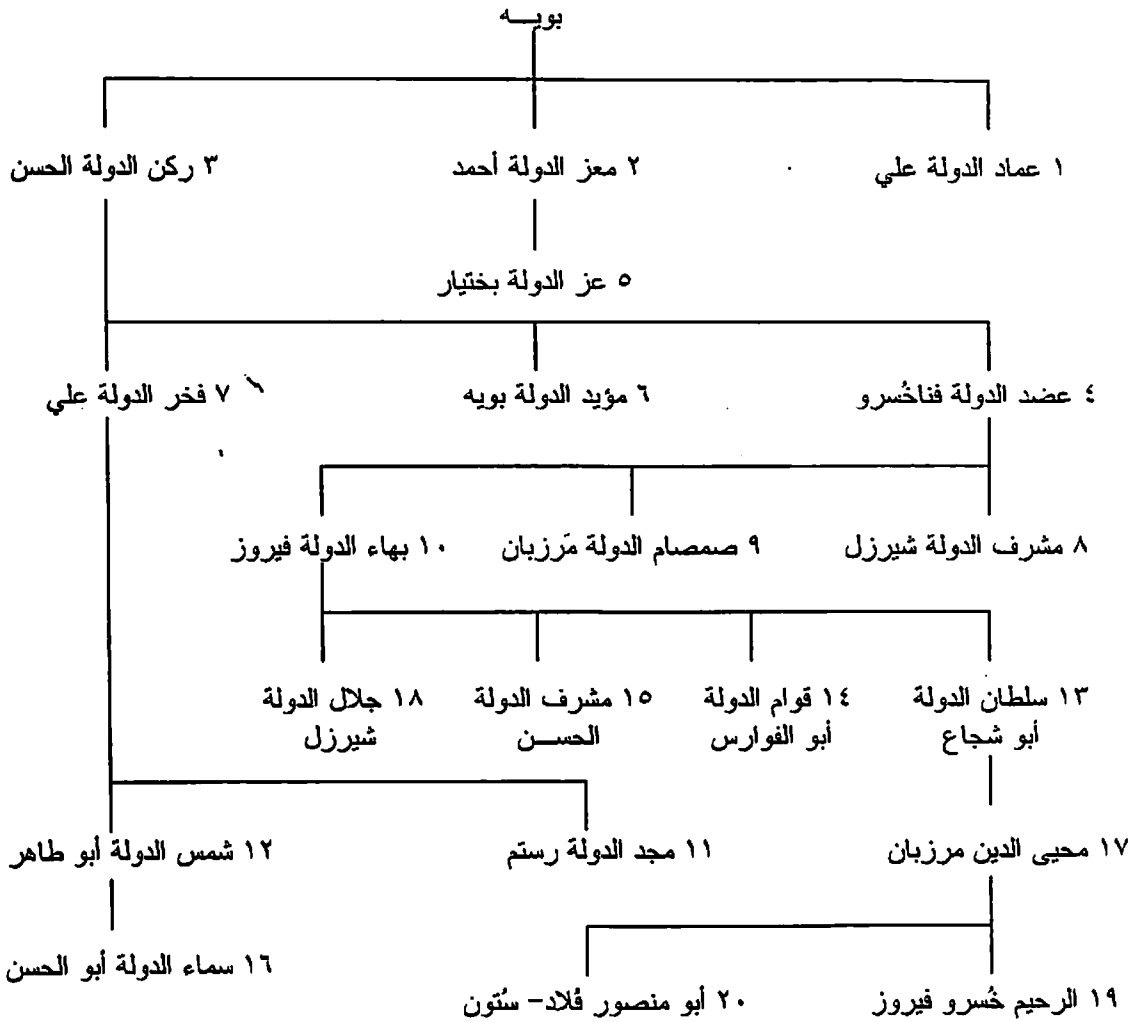 بويـــه
١ عماد الدولة علي ٢ معز الدولة أحمد ٣ ركن الدولة الحسن
٥ عز الدولة بختيار
٤ عضد الدولة فناخُسرو ٦ مؤيد الدولة بويه ٧ فخر الدولة علي
٨ مشرف الدولة شيرزل ٩ صمصام الدولة مَرزبان ١٠ بهاء الدولة فيروز
١٣ سلطان الدولة ١٤ قوام الدولة ١٥ مشرف الدولة ١٨ جلال الدولة
أبو شجاع أبو الفوارس الحســـن شيرزل
١٧ محيى الدين مرزبان ١١ مجد الدولة رستم ١٢ شمس الدولة أبو طاهر
١٦ سماء الدولة أبو الحسن
١٩ الرحيم خُسرو فيروز ٢٠ أبو منصور قُلاد- سُتون